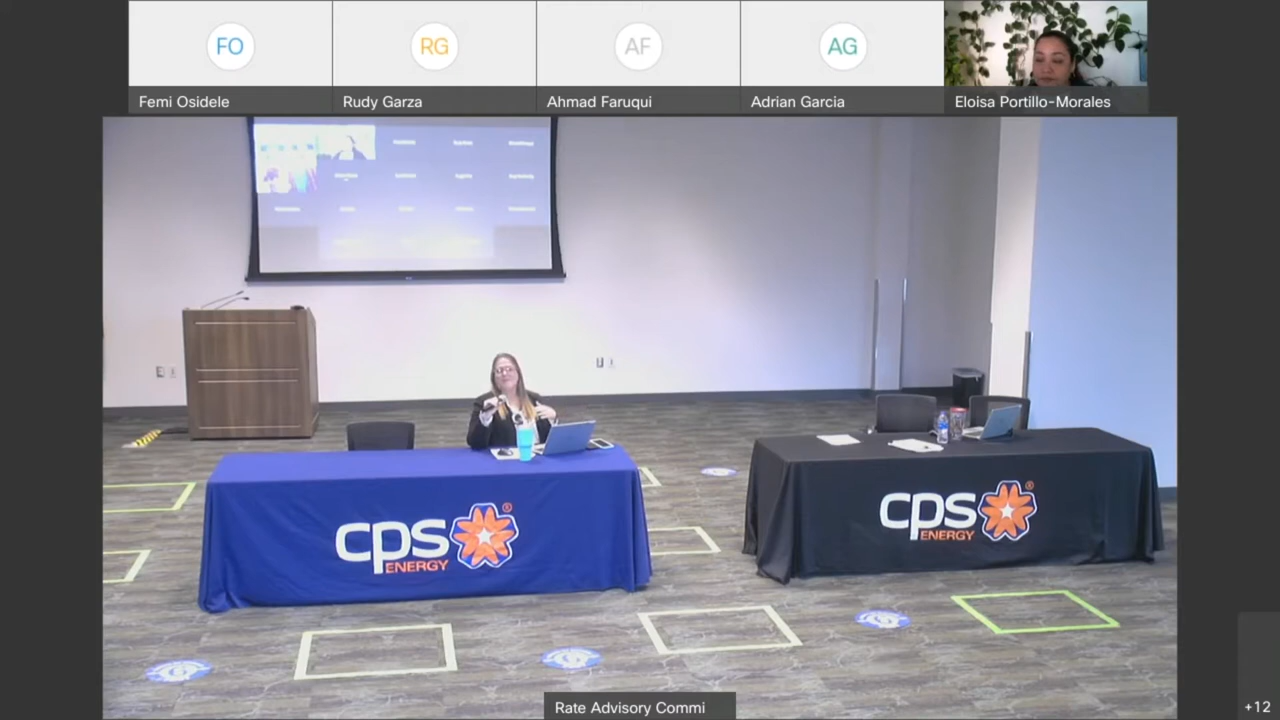 FO
RG
AF
AG
Femi Osidele
Rudy Garza
Ahmad Faruqui
Adrian Garcia
Eloisa Portillo-Morales
cps
ENERGY
®
cps
ENERGY
®
Rate Advisory Commi
+12